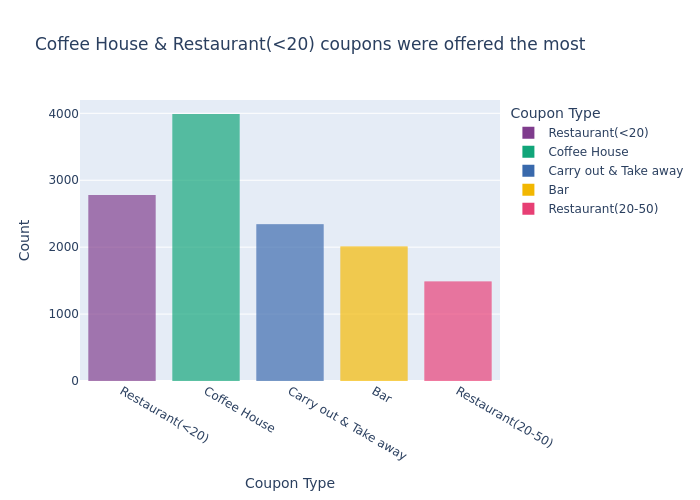 Coffee House & Restaurant(<20) coupons were offered the most
Count
4000
3000
2000
1000
0
Restaurant(<20)
Coffee House
Carry out & Take away
Bar
Restaurant(20-50)
Coupon Type
Coupon Type
Restaurant(<20)
Coffee House
Carry out & Take away
Bar
Restaurant(20-50)